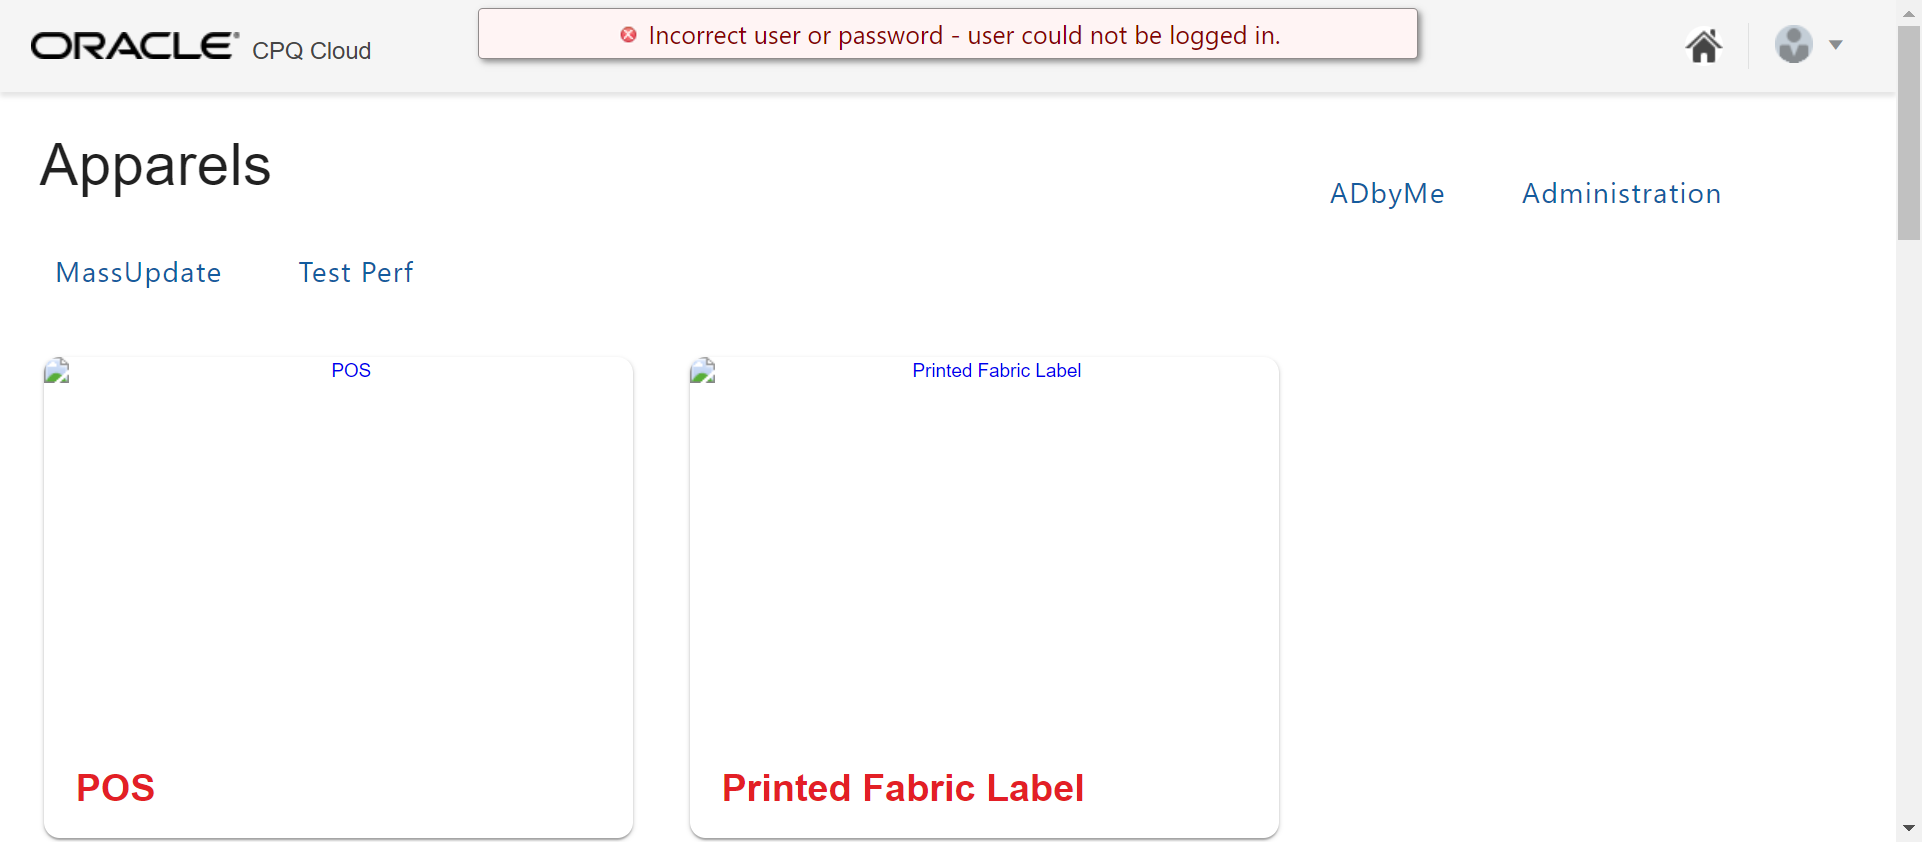 ORACLE® CPQ Cloud
Incorrect user or password - user could not be logged in.
Apparels
ADbyMe Administration
MassUpdate Test Perf
POS
Printed Fabric Label
POS
Printed Fabric Label